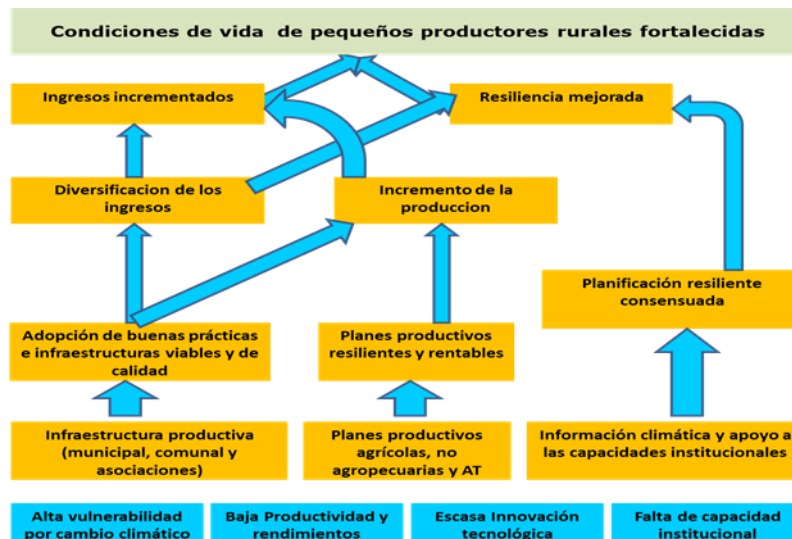 Condiciones de vida de pequeños productores rurales fortalecidas
Ingresos incrementados
Resiliencia mejorada
Diversificacion de los
ingresos
Incremento de la
produccion
Planificación resiliente
consensuada
Adopción de buenas prácticas
e infraestructuras viables y de
calidad
Planes productivos
resilientes y rentables
Infraestructura productiva
(municipal, comunal y
asociaciones)
Planes productivos
agrícolas, no
agropecuarias y AT
Información climática y apoyo a
las capacidades institucionales
Alta vulnerabilidad
por cambio climático
Baja Productividad y
rendimientos
Escasa Innovación
tecnológica
Falta de capacidad
institucional